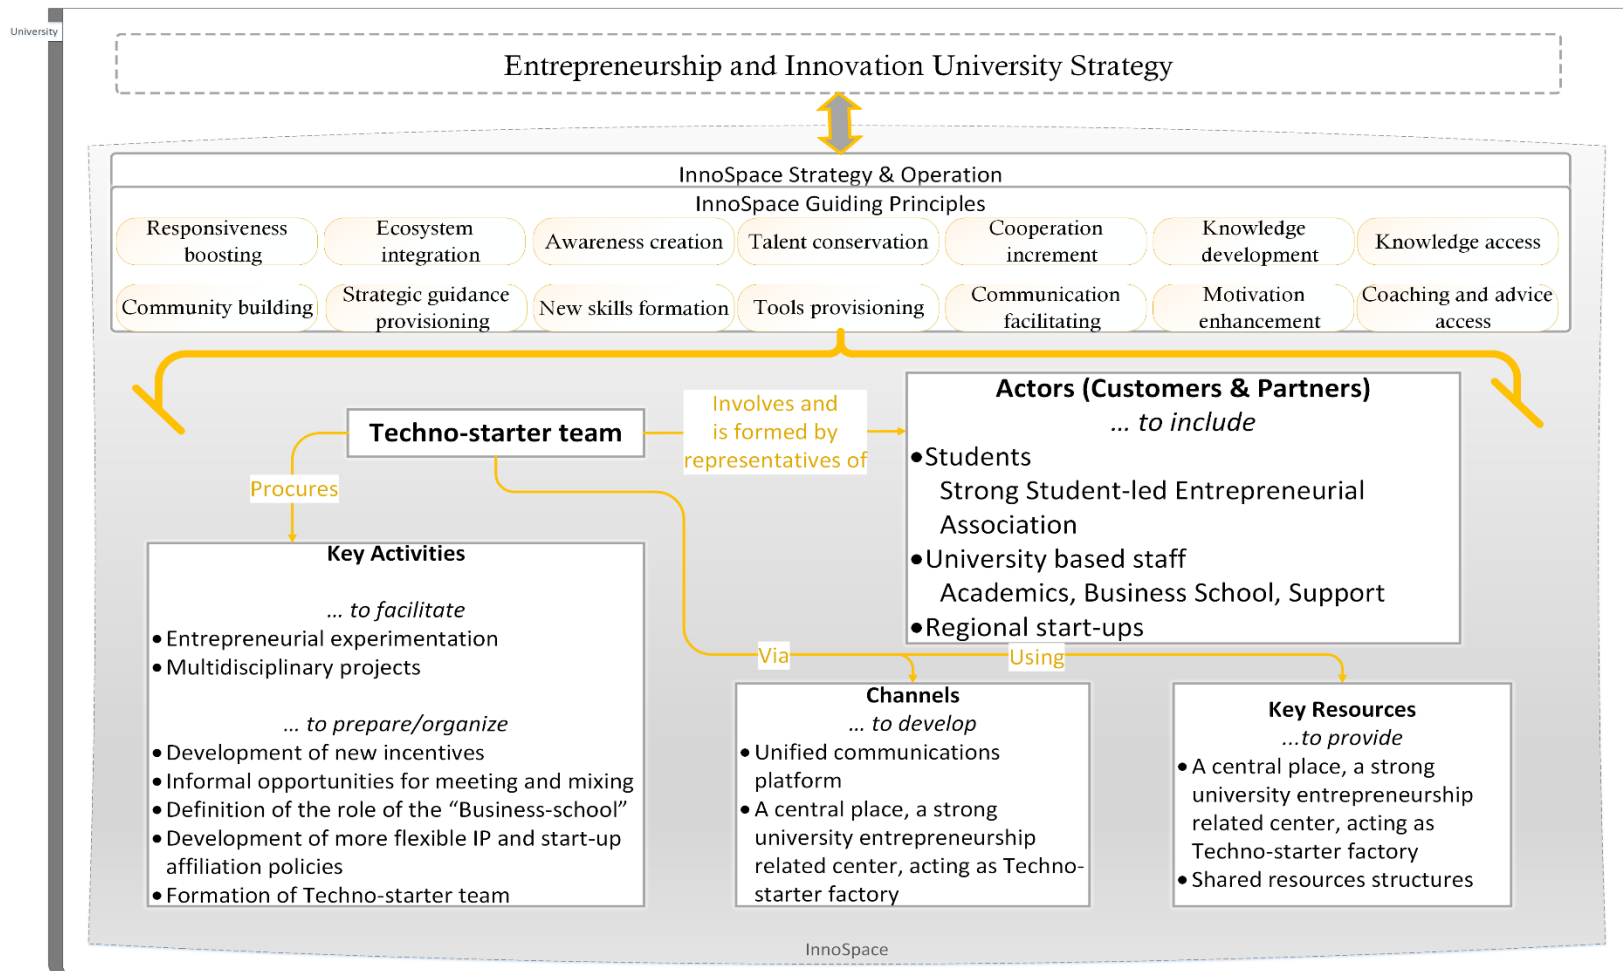 University
Entrepreneurship and Innovation University Strategy
InnoSpace Strategy & Operation
InnoSpace Guiding Principles
Responsiveness
boosting
Ecosystem
integration
Awareness creation
Talent conservation
Cooperation
increment
Knowledge
development
Knowledge access
Community building
Strategic guidance
provisioning
New skills formation
Tools provisioning
Communication
facilitating
Motivation
enhancement
Coaching and advice
access
Techno-starter team
Involves and
is formed by
representatives of
Actors (Customers & Partners)
... to include
•Students
Strong Student-led Entrepreneurial
Association
•University based staff
Academics, Business School, Support
•Regional start-ups
Procures
Key Activities
... to facilitate
• Entrepreneurial experimentation
• Multidisciplinary projects
... to prepare/organize
• Development of new incentives
• Informal opportunities for meeting and mixing
• Definition of the role of the “Business-school”
• Development of more flexible IP and start-up
affiliation policies
• Formation of Techno-starter team
Via
Using
Channels
... to develop
• Unified communications
platform
• A central place, a strong
university entrepreneurship
related center, acting as Techno-
starter factory
Key Resources
...to provide
• A central place, a strong
university entrepreneurship
related center, acting as
Techno-starter factory
• Shared resources structures
InnoSpace